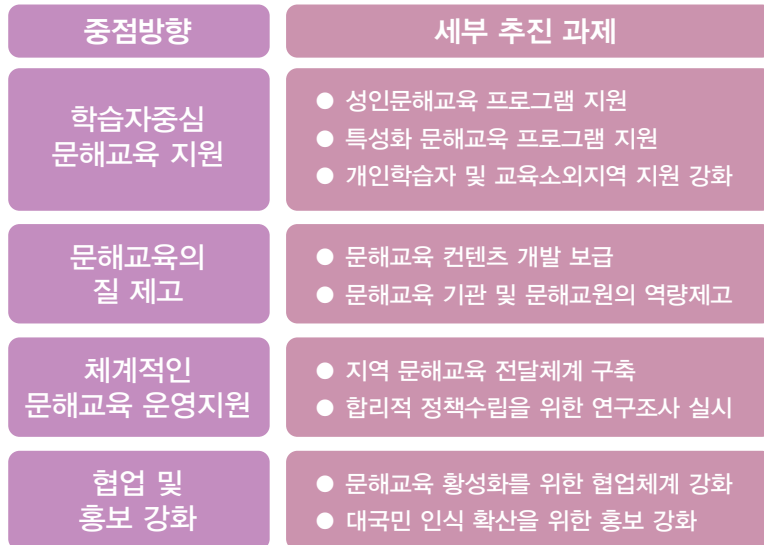 중점방향
세부 추진 과제
학습자중심
문해교육 지원
● 성인문해교육 프로그램 지원
● 특성화 문해교욱 프로그램 지원
● 개인학습자 및 교육소외지역 지원 강화
문해교육의
질 제고
● 문해교육 컨텐츠 개발 보급
● 문해교육 기관 및 문해교원의 역량제고
체계적인
문해교육 운영지원
● 지역 문해교육 전달체계 구축
● 합리적 정책수립을 위한 연구조사 실시
협업 및
홍보 강화
● 문해교육 황성화를 위한 협업체계 강화
● 대국민 인식 확산을 위한 홍보 강화